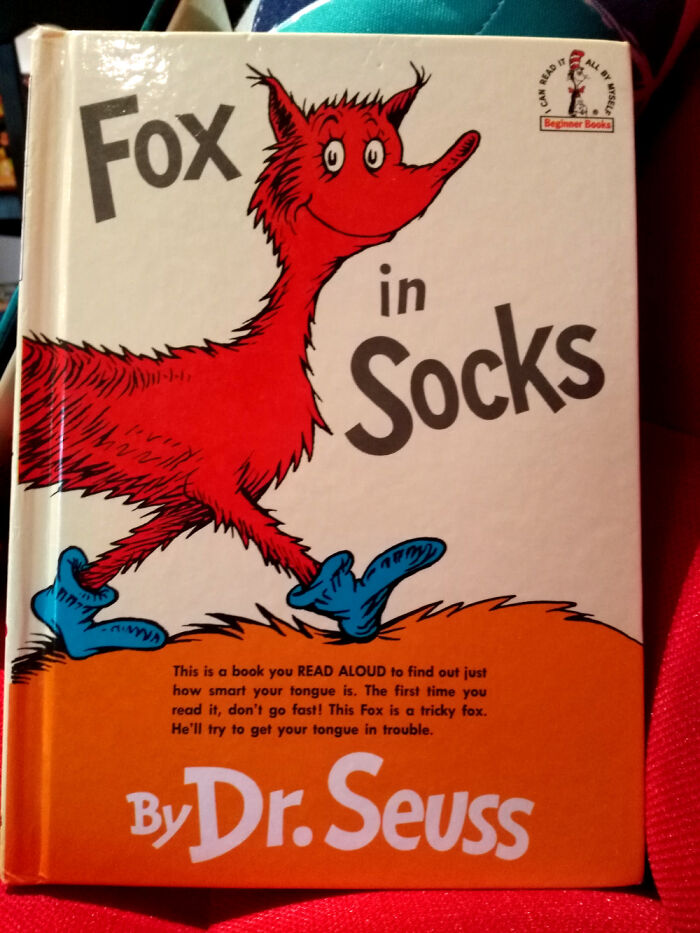 I CAN READ IT ALL BY MYSELF
Beginner Books
Fox
in
Socks
This is a book you READ ALOUD to find out just
how smart your tongue is. The first time you
read it, don't go fast! This Fox is a tricky fox.
He'll try to get your tongue in trouble.
By Dr. Seuss